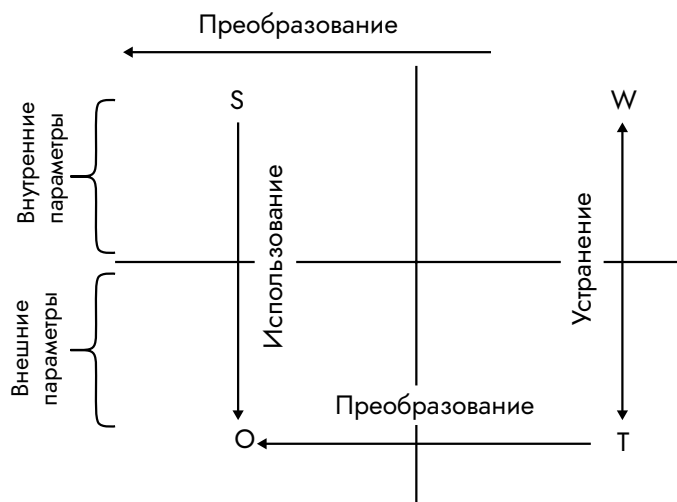 Преобразование
S
W
Внутренние
параметры
Использование
Устранение
Внешние
параметры
Преобразование
O
T